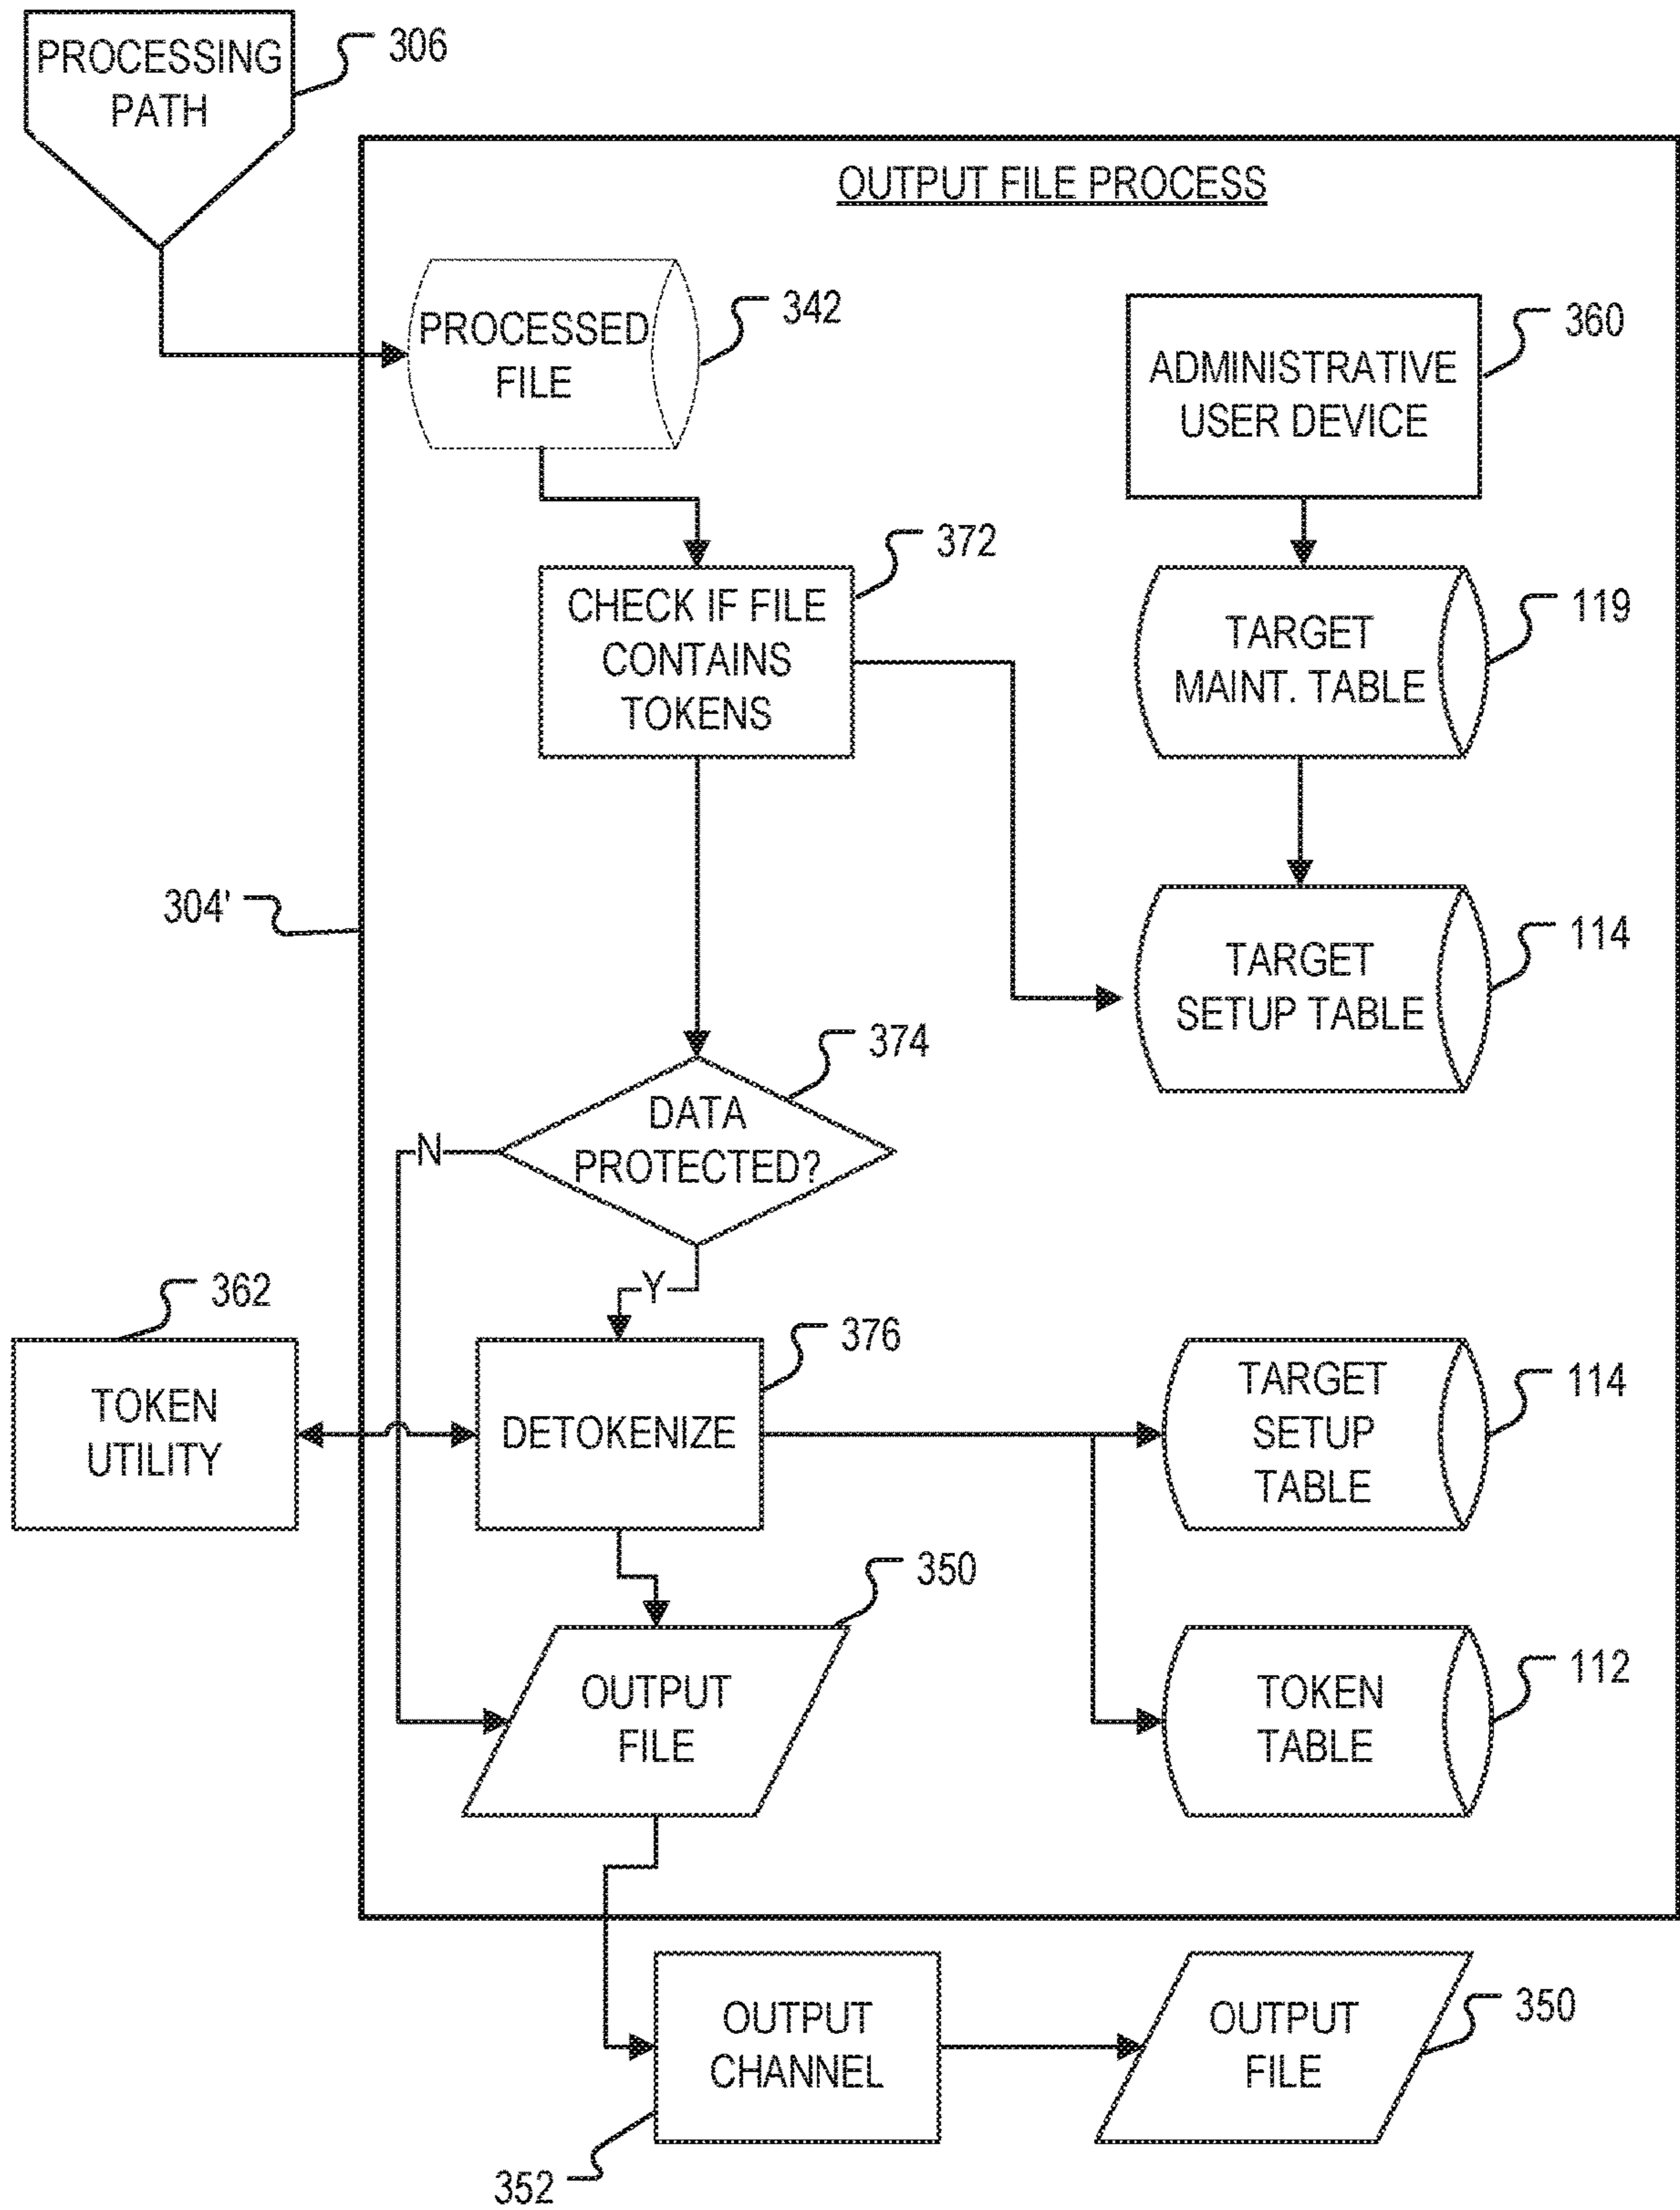 PROCESSING
PATH
306
OUTPUT FILE PROCESS
PROCESSED
FILE
342
ADMINISTRATIVE
USER DEVICE
360
CHECK IF FILE
CONTAINS
TOKENS
372
TARGET
MAINT. TABLE
119
304'
TARGET
SETUP TABLE
114
DATA
PROTECTED?
374
N
Y
TOKEN
UTILITY
362
DETOKENIZE
376
TARGET
SETUP
TABLE
114
OUTPUT
FILE
350
TOKEN
TABLE
112
OUTPUT
CHANNEL
352
OUTPUT
FILE
350